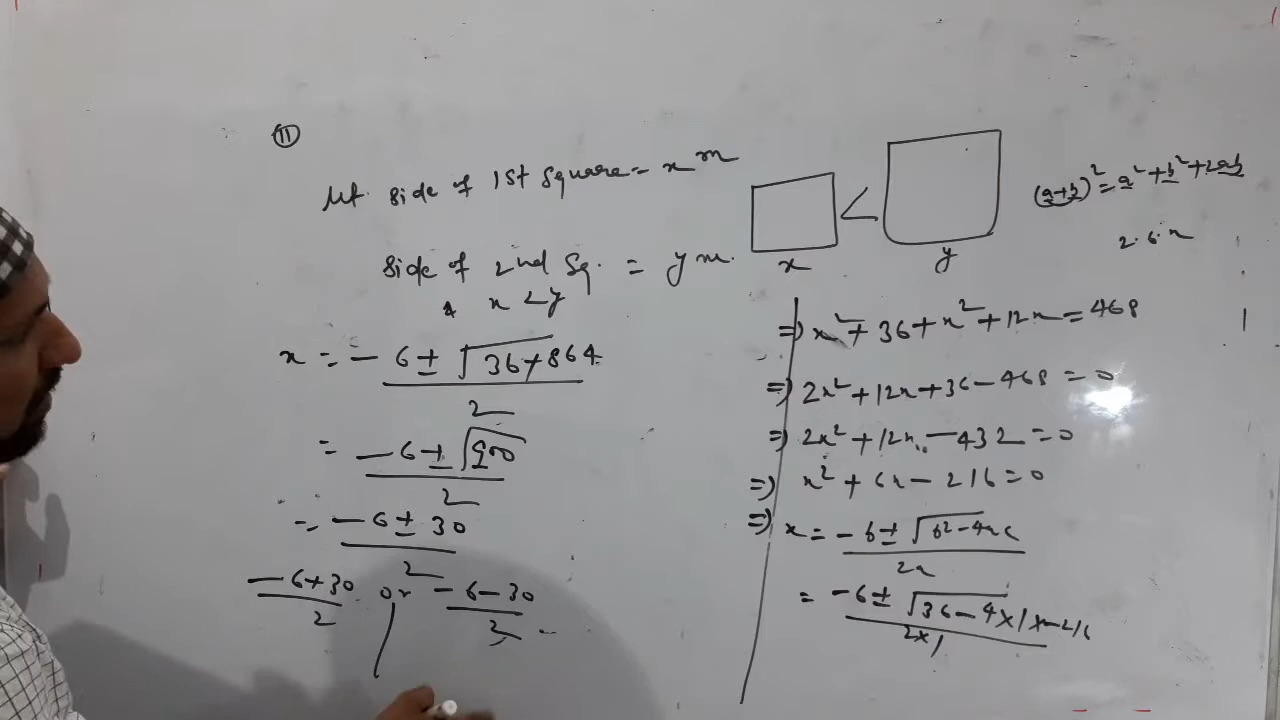 11
Let side of 1st square = x m
side of 2nd Sq. = y m.
& x < y
x = -6 ± √36+864 / 2
= -6 ± √900 / 2
= -6 ± 30 / 2
-6+30 / 2 or -6-30 / 2
x < y
(a+b)² = a² + b² + 2ab
2·6·x
⇒ x² + 36 + x² + 12x = 468
⇒ 2x² + 12x + 36 - 468 = 0
⇒ 2x² + 12x - 432 = 0
⇒ x² + 6x - 216 = 0
⇒ x = -b ± √b²-4ac / 2a
= -6 ± √36-4×1×-216 / 2×1